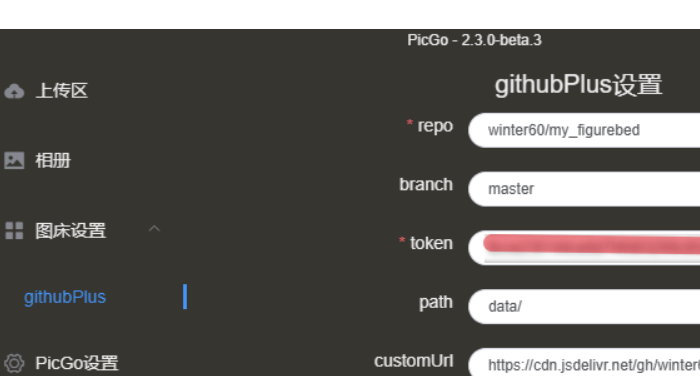 PicGo - 2.3.0-beta.3
上传区
相册
图床设置
githubPlus
PicGo设置
githubPlus设置
* repo winter60/my_figurebed
branch master
* token
path data/
customUrl https://cdn.jsdelivr.net/gh/winter